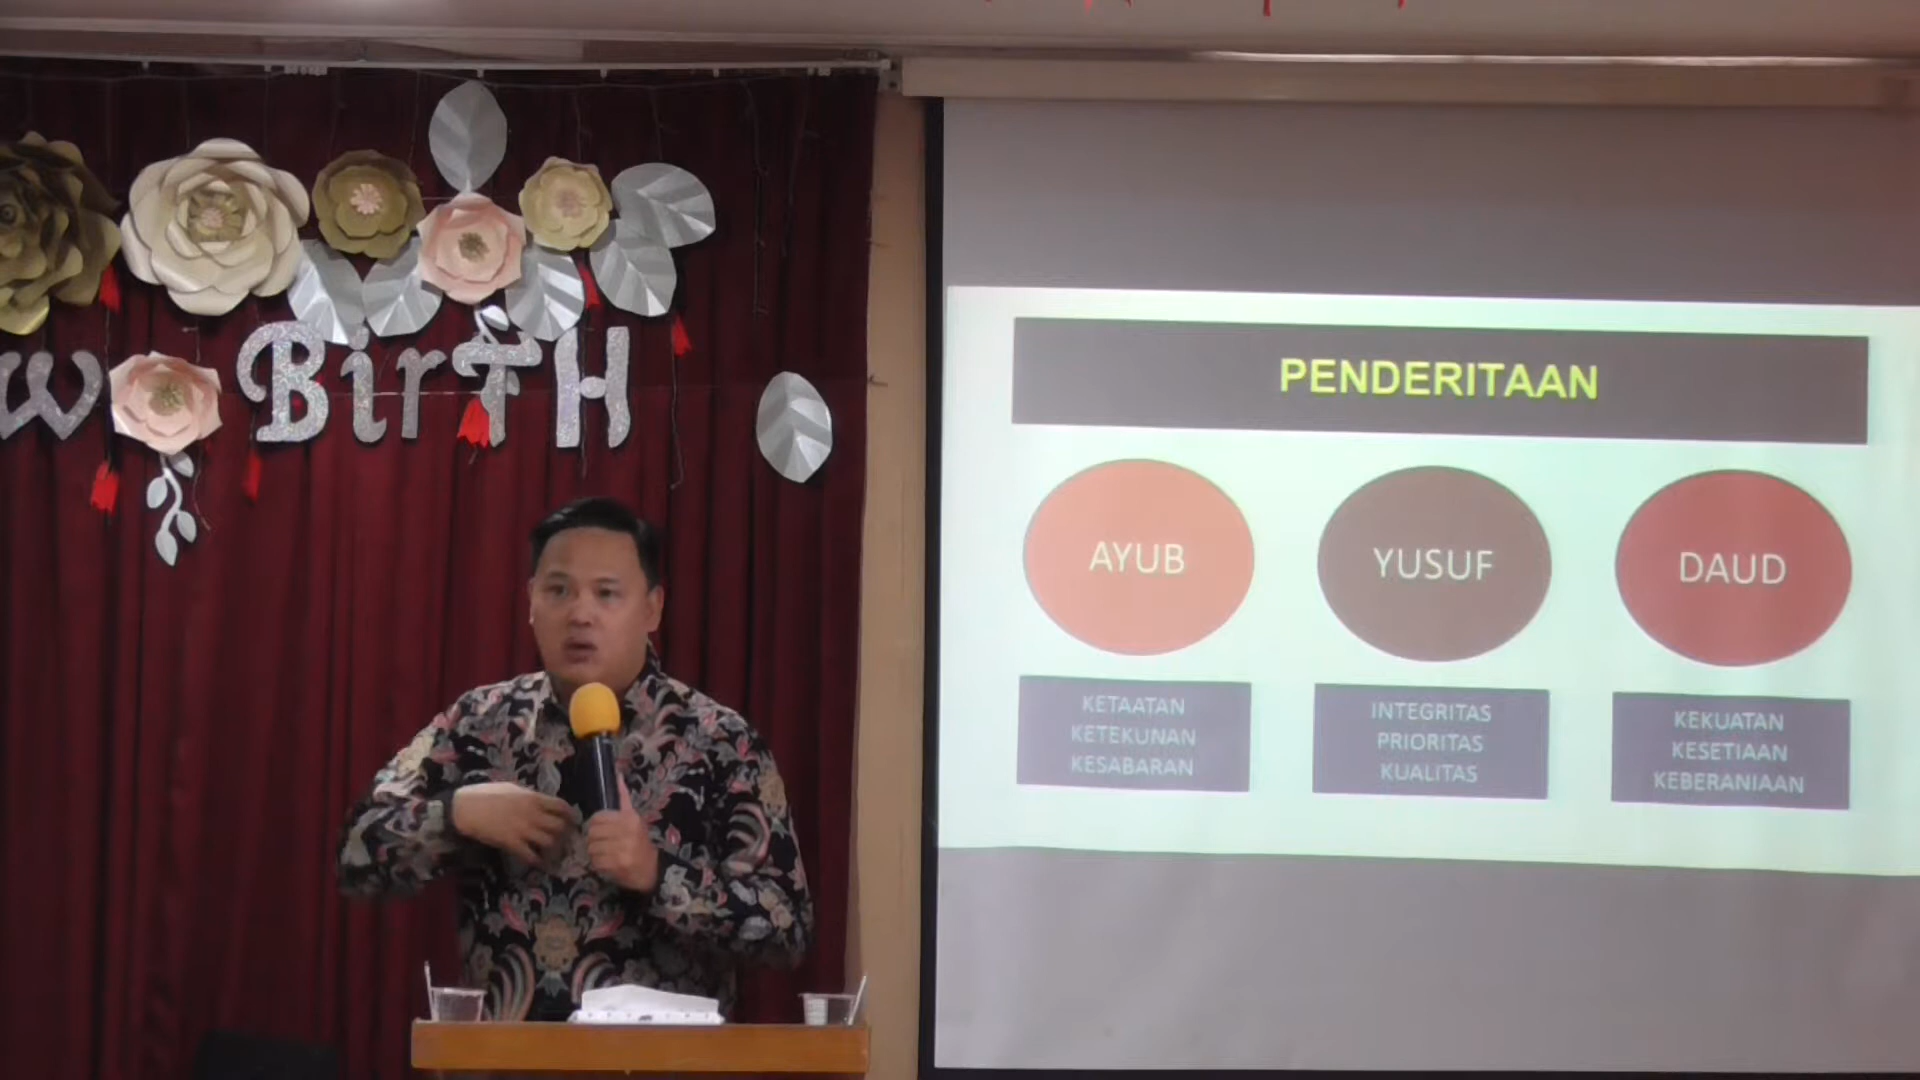 w BirTH
PENDERITAAN
AYUB
YUSUF
DAUD
KETAATAN
KETEKUNAN
KESABARAN
INTEGRITAS
PRIORITAS
KUALITAS
KEKUATAN
KESETIAAN
KEBERANIAAN